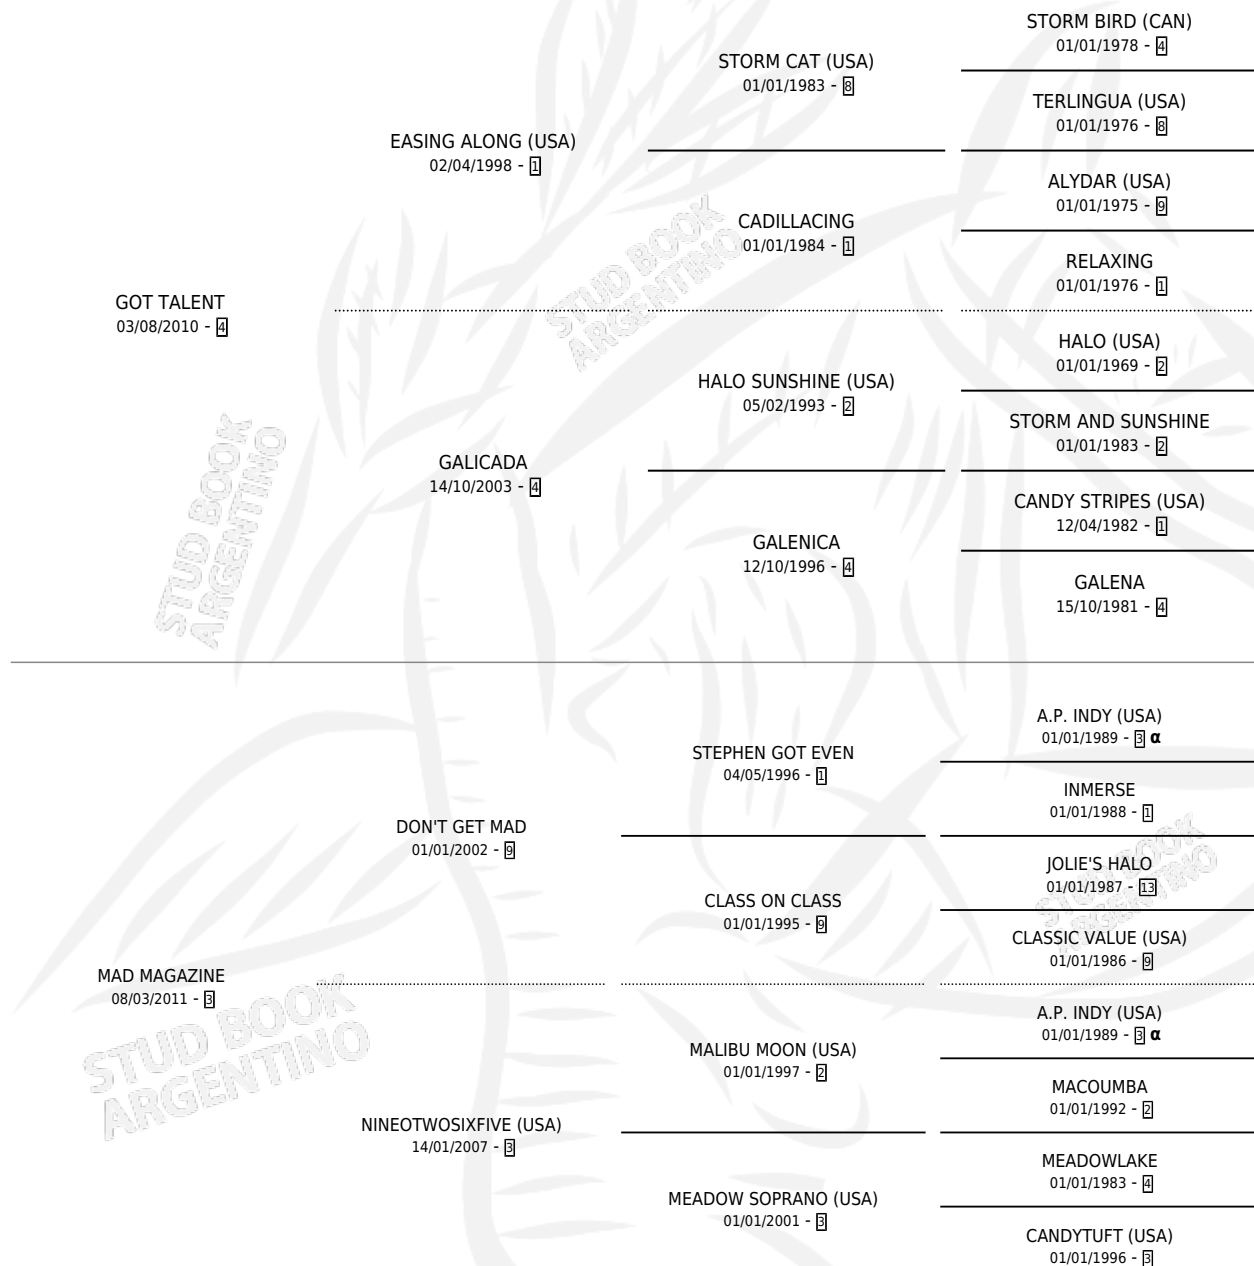 STORM BIRD (CAN)
01/01/1978 - 4
STORM CAT (USA)
01/01/1983 - 8
TERLINGUA (USA)
01/01/1976 - 8
EASING ALONG (USA)
02/04/1998 - 1
ALYDAR (USA)
01/01/1975 - 9
CADILLACING
01/01/1984 - 1
RELAXING
01/01/1976 - 1
GOT TALENT
03/08/2010 - 4
HALO (USA)
01/01/1969 - 2
HALO SUNSHINE (USA)
05/02/1993 - 2
STORM AND SUNSHINE
01/01/1983 - 2
GALICADA
14/10/2003 - 4
CANDY STRIPES (USA)
12/04/1982 - 1
GALENICA
12/10/1996 - 4
GALENA
15/10/1981 - 4
STUD BOOK
ARGENTINO
STUD BOOK
ARGENTINO
A.P. INDY (USA)
01/01/1989 - 3 α
STEPHEN GOT EVEN
04/05/1996 - 1
INMERSE
01/01/1988 - 1
DON'T GET MAD
01/01/2002 - 9
JOLIE'S HALO
01/01/1987 - 13
CLASS ON CLASS
01/01/1995 - 9
CLASSIC VALUE (USA)
01/01/1986 - 9
MAD MAGAZINE
08/03/2011 - 3
A.P. INDY (USA)
01/01/1989 - 3 α
MALIBU MOON (USA)
01/01/1997 - 2
MACOUMBA
01/01/1992 - 2
NINEOTWOSIXFIVE (USA)
14/01/2007 - 3
MEADOWLAKE
01/01/1983 - 4
MEADOW SOPRANO (USA)
01/01/2001 - 3
CANDYTUFT (USA)
01/01/1996 - 3
STUD BOOK
ARGENTINO
STUD BOOK
ARGENTINO